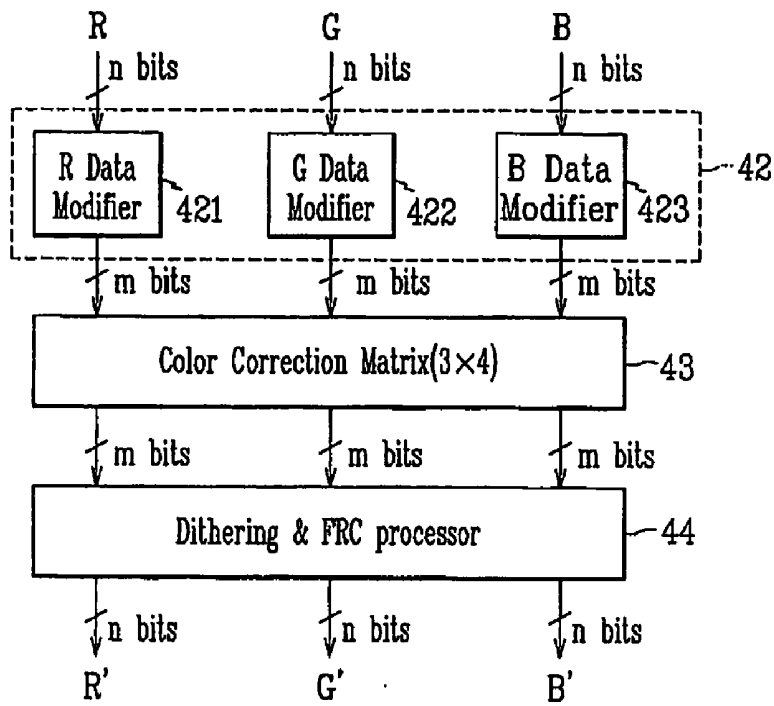 R G B
n bits n bits n bits
R Data Modifier 421 G Data Modifier 422 B Data Modifier 423 42
m bits m bits m bits
Color Correction Matrix(3×4) 43
m bits m bits m bits
Dithering & FRC processor 44
n bits n bits n bits
R' G' B'